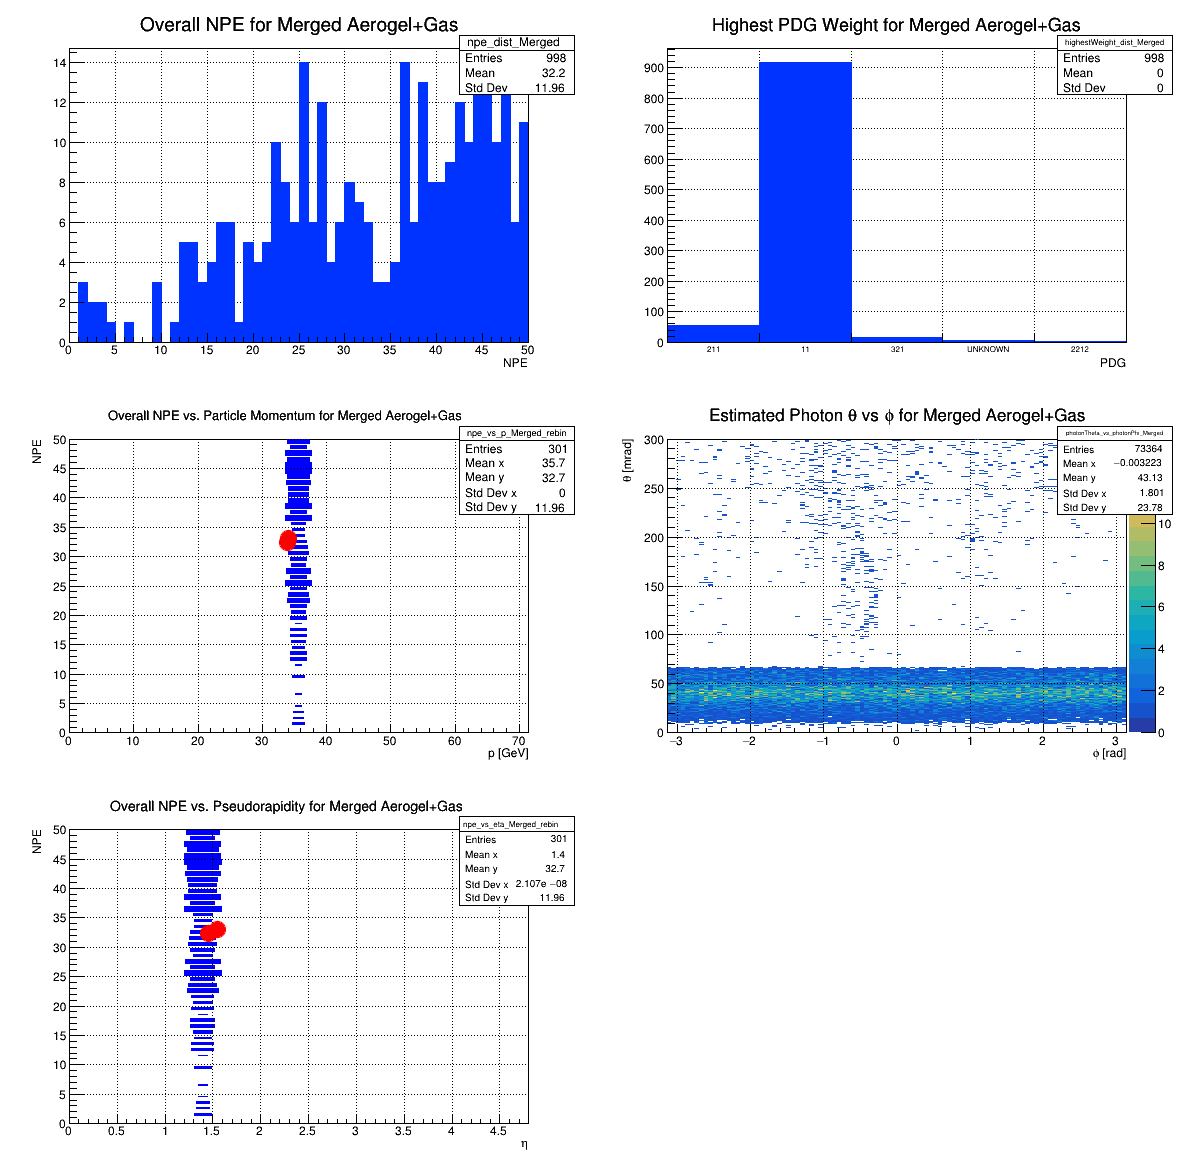 Overall NPE for Merged Aerogel+Gas
npe_dist_Merged
Entries 998
Mean 32.2
Std Dev 11.96
14
12
10
8
6
4
2
0
0 5 10 15 20 25 30 35 40 45 50
NPE
Highest PDG Weight for Merged Aerogel+Gas
highestWeight_dist_Merged
Entries 998
Mean 0
Std Dev 0
900
800
700
600
500
400
300
200
100
0
211 11 321 UNKNOWN 2212
PDG
Overall NPE vs. Particle Momentum for Merged Aerogel+Gas
npe_vs_p_Merged_rebin
Entries 301
Mean x 35.7
Mean y 32.7
Std Dev x 0
Std Dev y 11.96
NPE
50
45
40
35
30
25
20
15
10
5
0
0 10 20 30 40 50 60 70
p [GeV]
Estimated Photon θ vs ϕ for Merged Aerogel+Gas
photonTheta_vs_photonPhi_Merged
Entries 73364
Mean x −0.003223
Mean y 43.13
Std Dev x 1.801
Std Dev y 23.78
θ [mrad]
300
250
200
150
100
50
0
−3 −2 −1 0 1 2 3
ϕ [rad]
10
8
6
4
2
0
Overall NPE vs. Pseudorapidity for Merged Aerogel+Gas
npe_vs_eta_Merged_rebin
Entries 301
Mean x 1.4
Mean y 32.7
Std Dev x 2.107e −08
Std Dev y 11.96
NPE
50
45
40
35
30
25
20
15
10
5
0
0 0.5 1 1.5 2 2.5 3 3.5 4 4.5
η